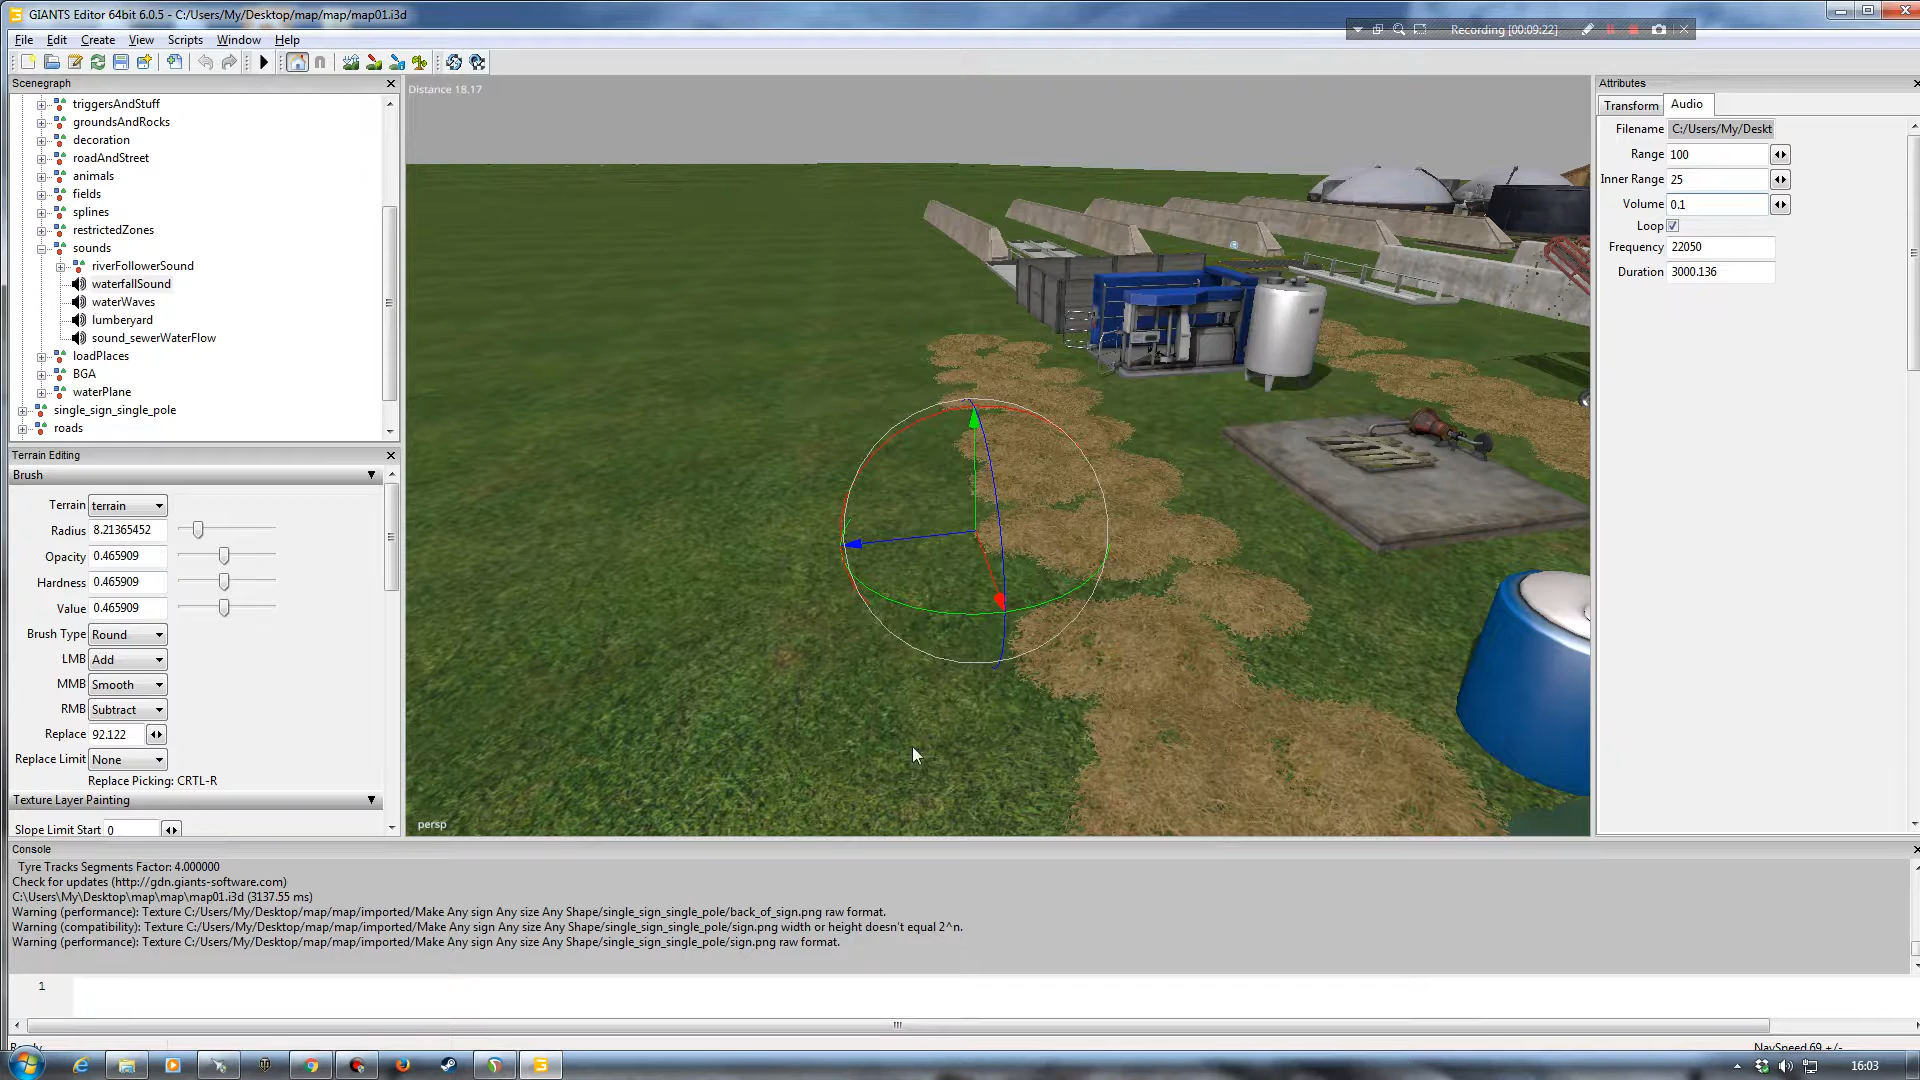 GIANTS Editor 64bit 6.0.5 - C:/Users/My/Desktop/map/map/map01.i3d
Recording [00:09:22]
File Edit Create View Scripts Window Help
Scenegraph
triggersAndStuff
groundsAndRocks
decoration
roadAndStreet
animals
fields
splines
restrictedZones
sounds
riverFollowerSound
waterfallSound
waterWaves
lumberyard
sound_sewerWaterFlow
loadPlaces
BGA
waterPlane
single_sign_single_pole
roads
Terrain Editing
Brush
Terrain terrain
Radius 8.21365452
Opacity 0.465909
Hardness 0.465909
Value 0.465909
Brush Type Round
LMB Add
MMB Smooth
RMB Subtract
Replace 92.122
Replace Limit None
Replace Picking: CRTL-R
Texture Layer Painting
Slope Limit Start 0
Distance 18.17
persp
Attributes
Transform Audio
Filename C:/Users/My/Deskt
Range 100
Inner Range 25
Volume 0.1
Loop
Frequency 22050
Duration 3000.136
Console
Tyre Tracks Segments Factor: 4.000000
Check for updates (http://gdn.giants-software.com)
C:\Users\My\Desktop\map\map\map01.i3d (3137.55 ms)
Warning (performance): Texture C:/Users/My/Desktop/map/map/imported/Make Any sign Any size Any Shape/single_sign_single_pole/back_of_sign.png raw format.
Warning (compatibility): Texture C:/Users/My/Desktop/map/map/imported/Make Any sign Any size Any Shape/single_sign_single_pole/sign.png width or height doesn't equal 2^n.
Warning (performance): Texture C:/Users/My/Desktop/map/map/imported/Make Any sign Any size Any Shape/single_sign_single_pole/sign.png raw format.
1
NavSpeed 69 +/-
16:03